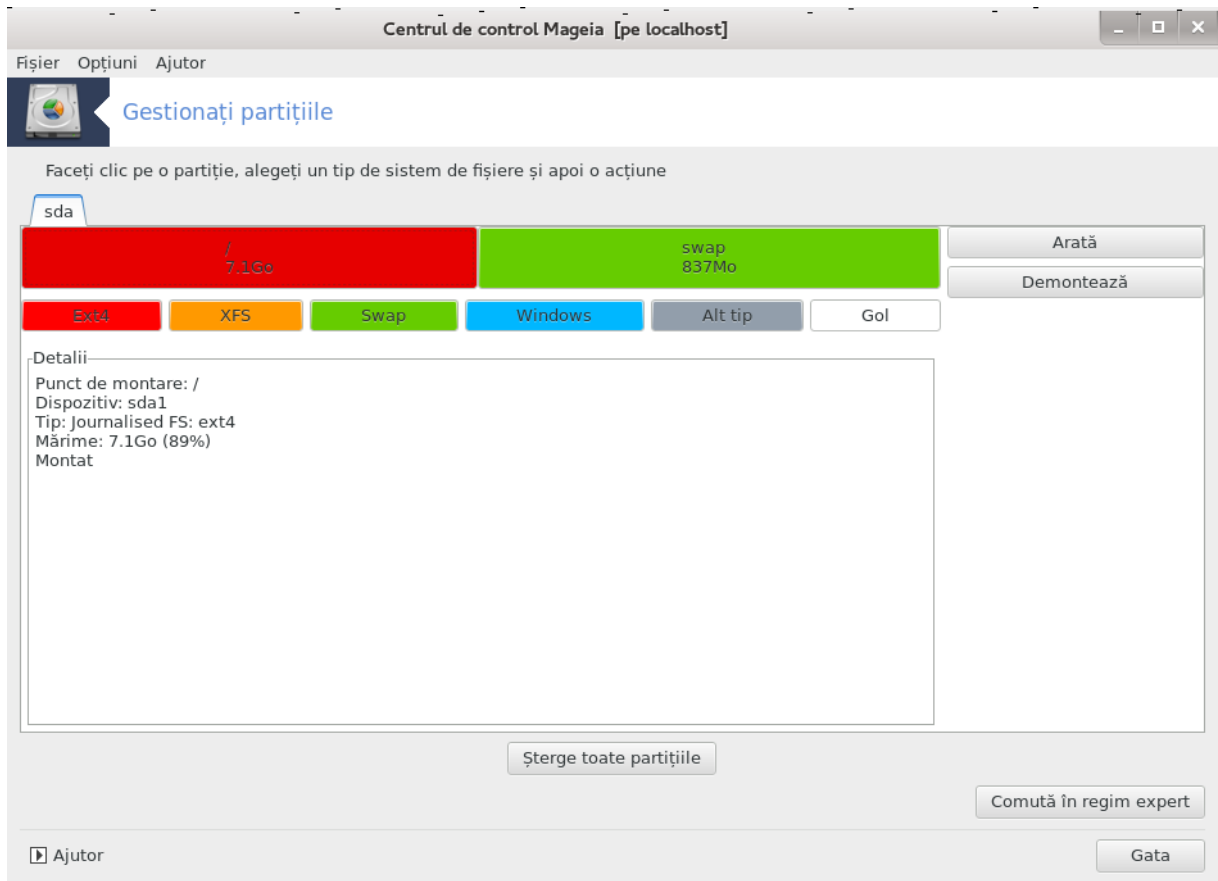 Centrul de control Mageia [pe localhost]
Fișier Opțiuni Ajutor
Gestionați partițiile
Faceți clic pe o partiție, alegeți un tip de sistem de fișiere și apoi o acțiune
sda
/
7.1Go
swap
837Mo
Arată
Demontează
Ext4 XFS Swap Windows Alt tip Gol
Detalii
Punct de montare: /
Dispozitiv: sda1
Tip: Journalised FS: ext4
Mărime: 7.1Go (89%)
Montat
Șterge toate partițiile
Comută în regim expert
Ajutor
Gata